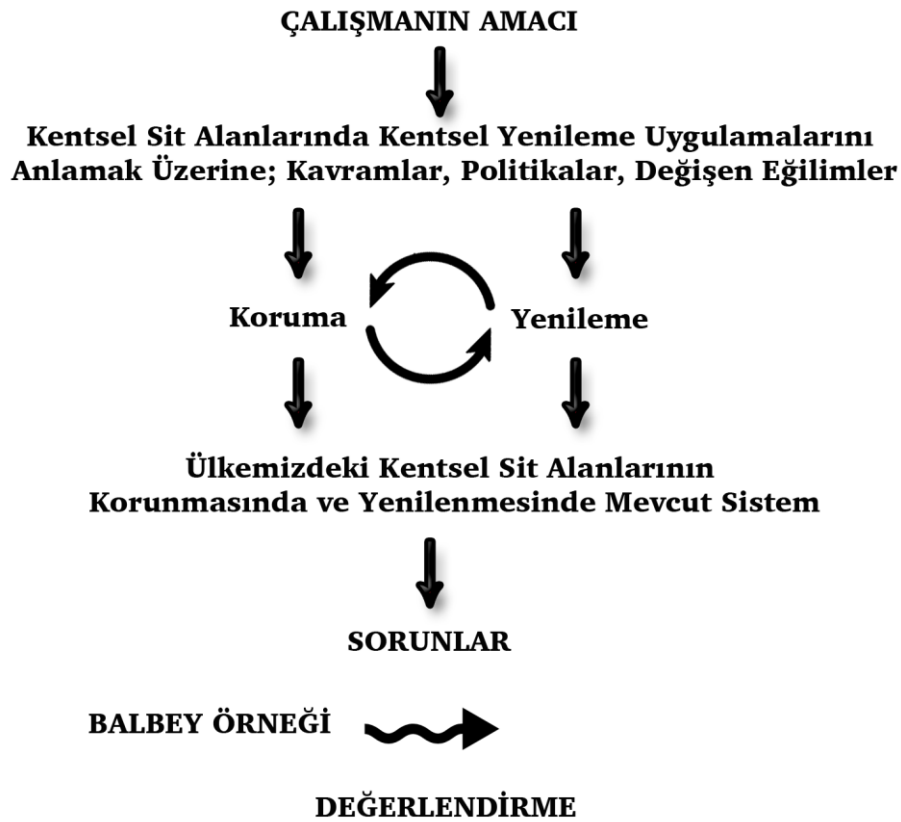 ÇALIŞMANIN AMACI
Kentsel Sit Alanlarında Kentsel Yenileme Uygulamalarını
Anlamak Üzerine; Kavramlar, Politikalar, Değişen Eğilimler
Koruma
Yenileme
Ülkemizdeki Kentsel Sit Alanlarının
Korunmasında ve Yenilenmesinde Mevcut Sistem
SORUNLAR
BALBEY ÖRNEĞİ
DEĞERLENDİRME